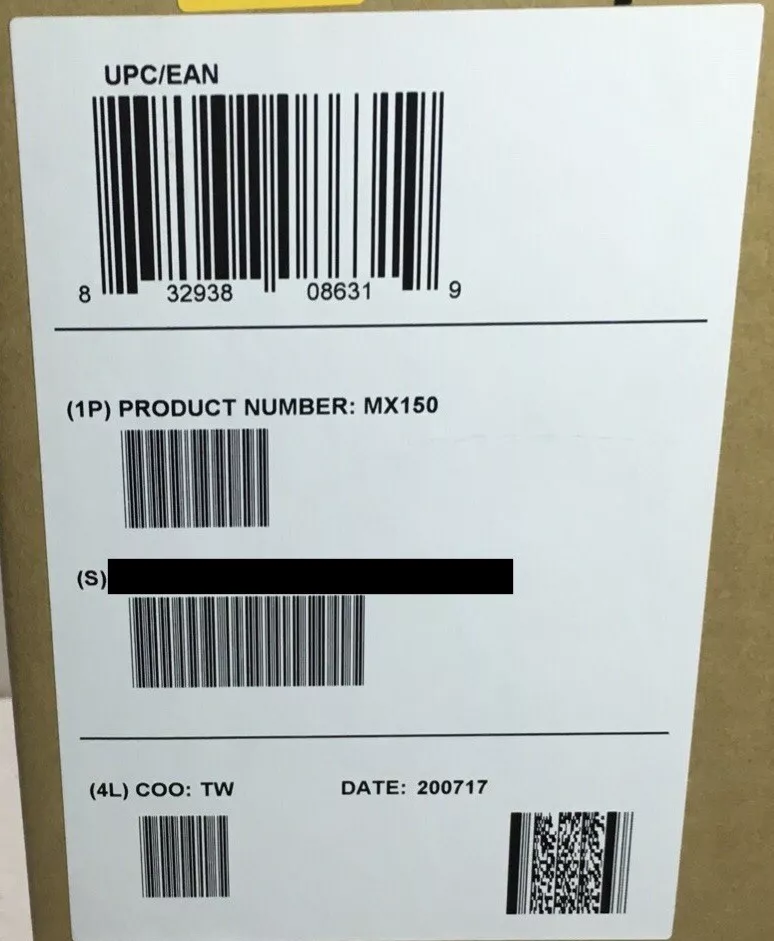 UPC/EAN
8 32938 08631 9
(1P) PRODUCT NUMBER: MX150
(S)
(4L) COO: TW DATE: 200717